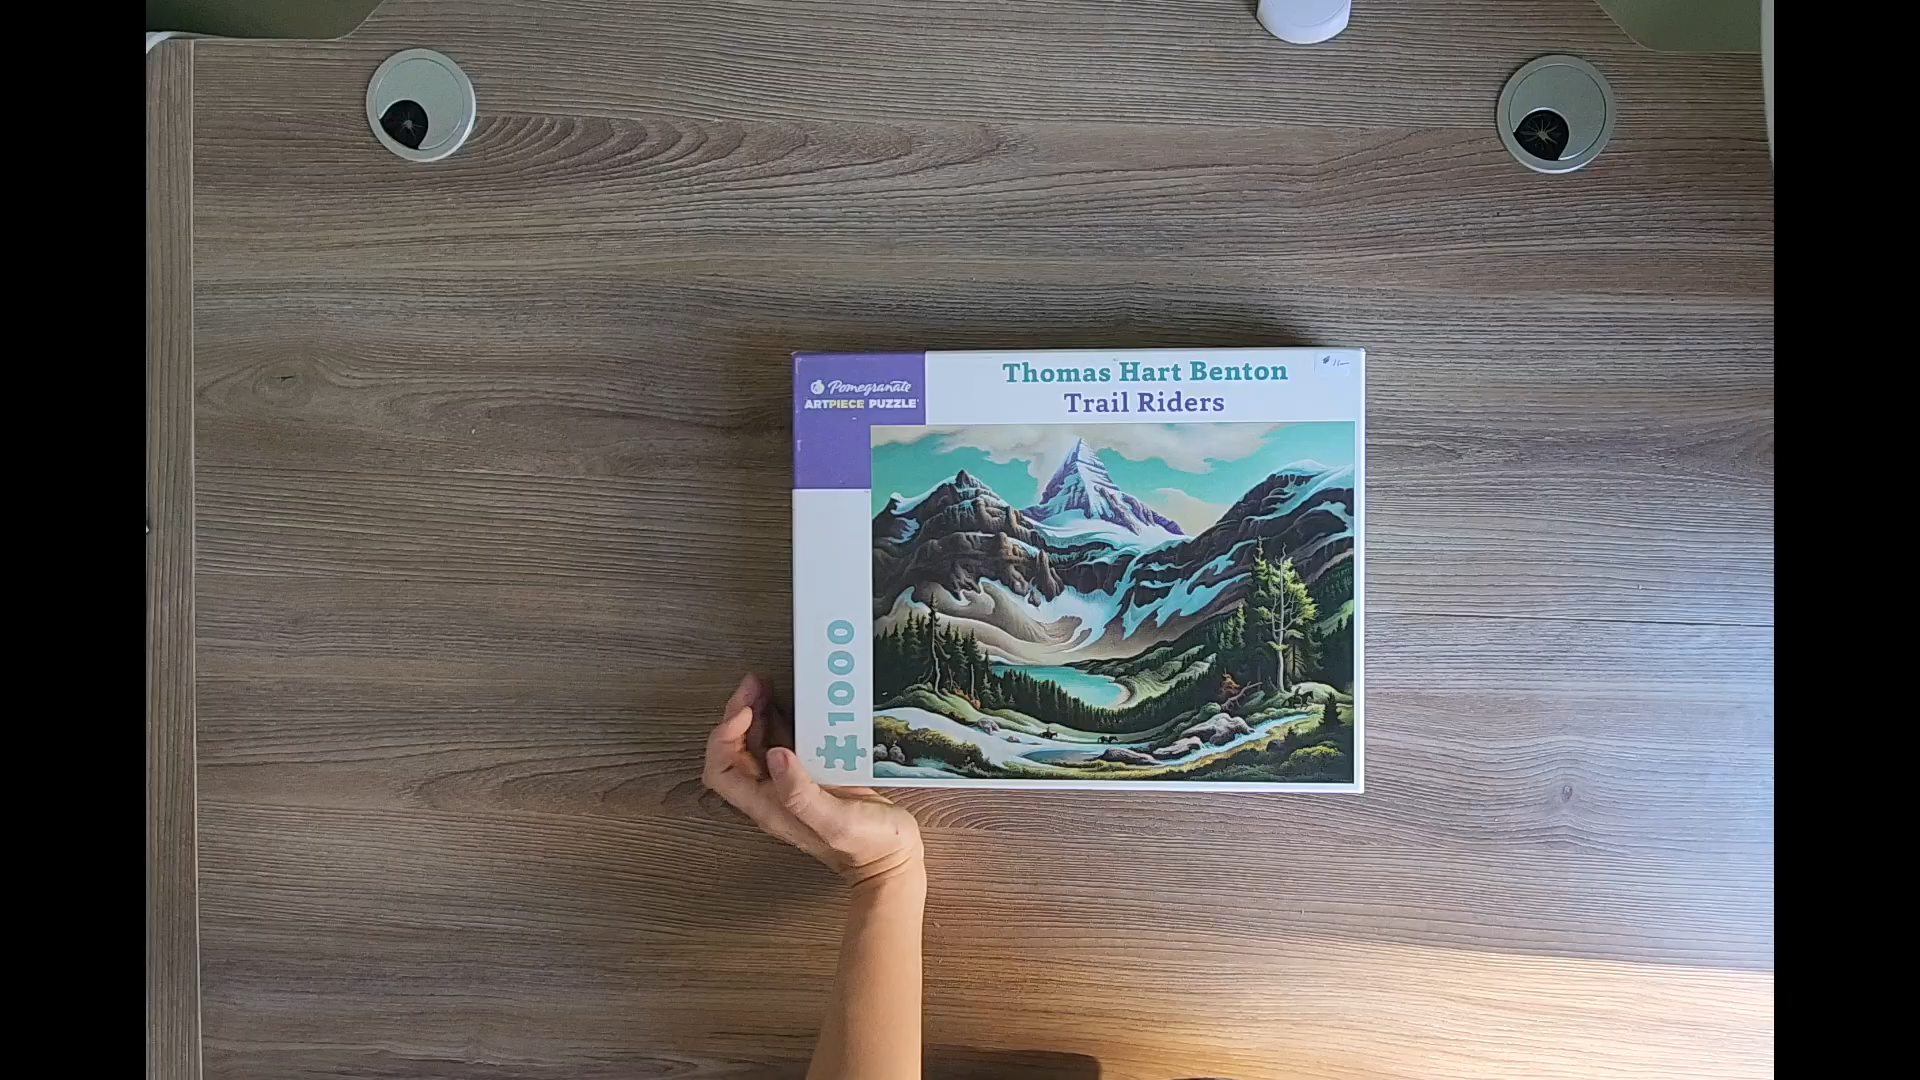 Pomegranate
ARTPIECE PUZZLE
Thomas Hart Benton
Trail Riders
1000